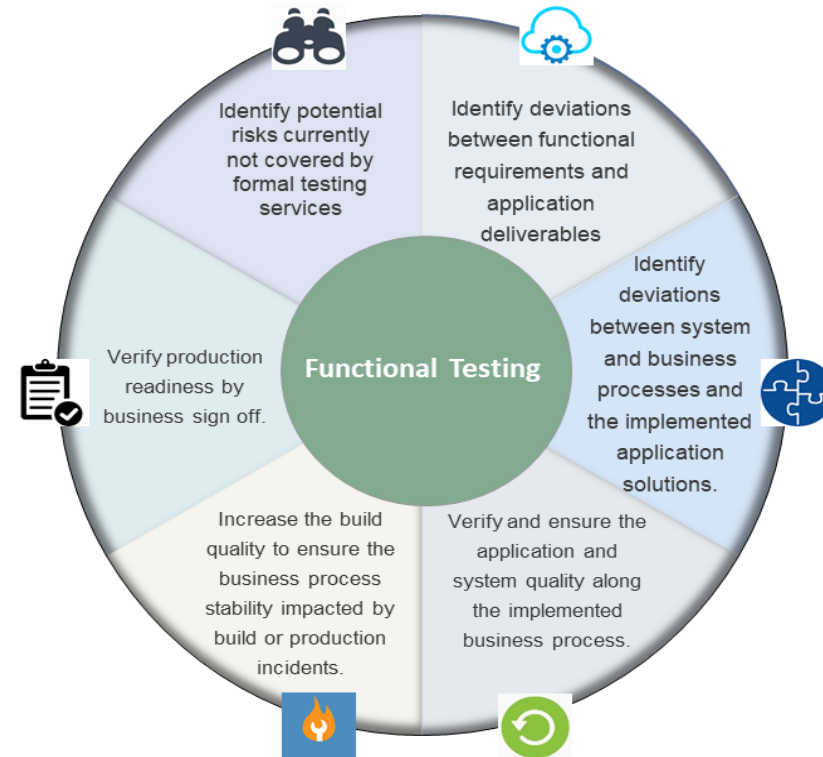 Identify potential
risks currently
not covered by
formal testing
services
Identify deviations
between functional
requirements and
application
deliverables
Identify
deviations
between system
and business
processes and
the implemented
application
solutions.
Functional Testing
Verify production
readiness by
business sign off.
Increase the build
quality to ensure the
business process
stability impacted by
build or production
incidents.
Verify and ensure the
application and
system quality along
the implemented
business process.